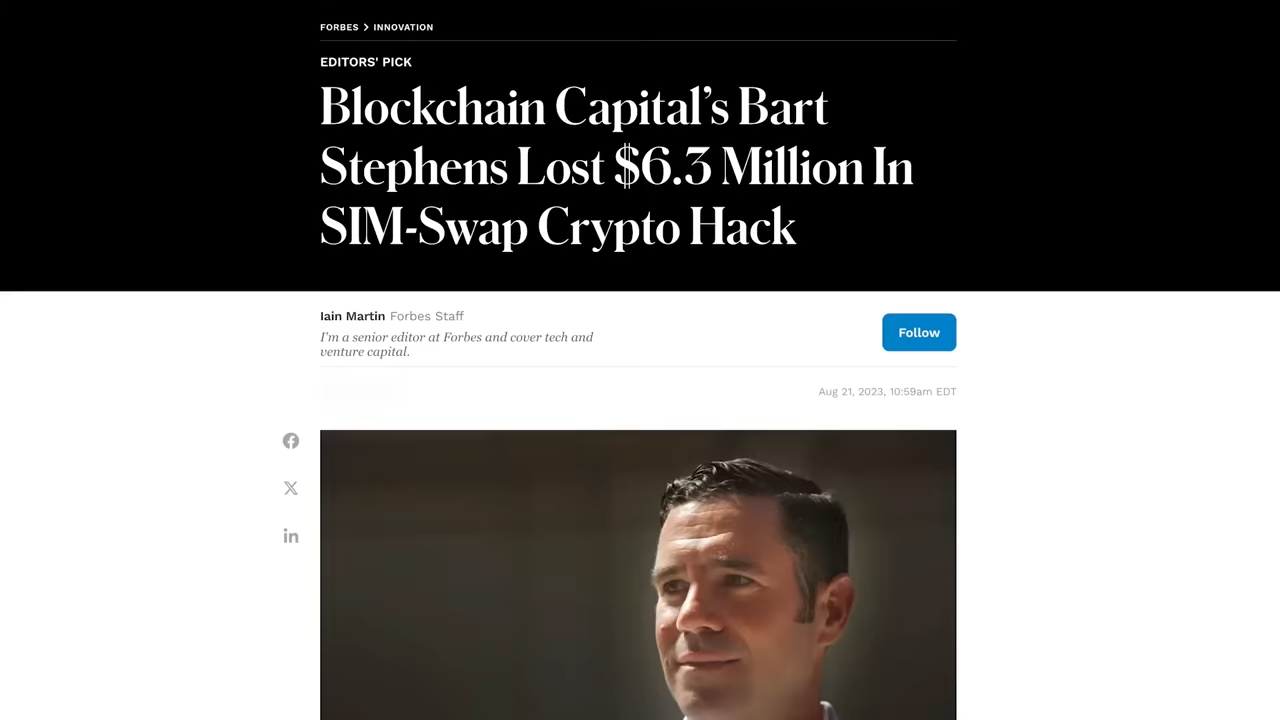 FORBES > INNOVATION
EDITORS' PICK
Blockchain Capital’s Bart
Stephens Lost $6.3 Million In
SIM-Swap Crypto Hack
Iain Martin Forbes Staff
I'm a senior editor at Forbes and cover tech and
venture capital.
Follow
Aug 21, 2023, 10:59am EDT